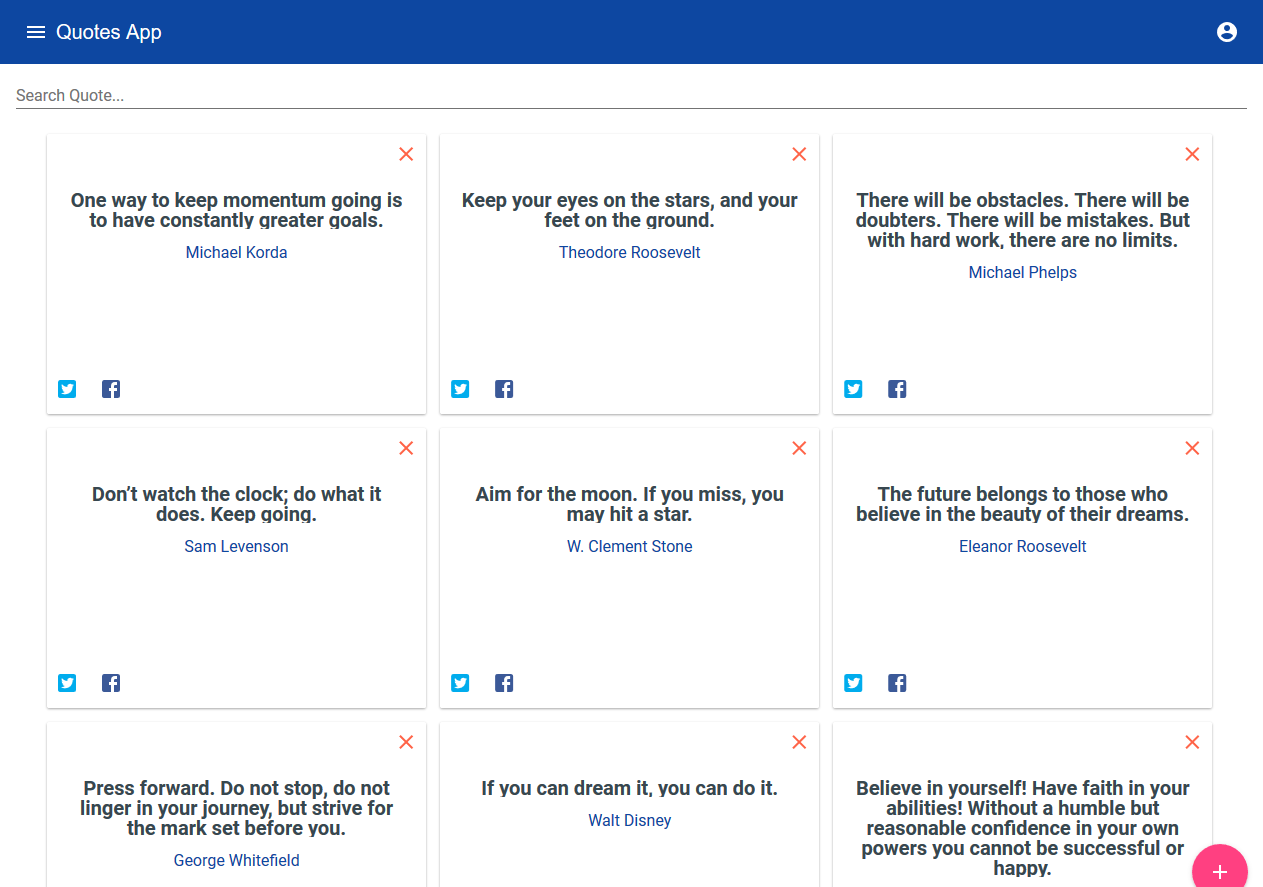 Quotes App
Search Quote...
One way to keep momentum going is
to have constantly greater goals.
Michael Korda
Keep your eyes on the stars, and your
feet on the ground.
Theodore Roosevelt
There will be obstacles. There will be
doubters. There will be mistakes. But
with hard work, there are no limits.
Michael Phelps
Don’t watch the clock; do what it
does. Keep going.
Sam Levenson
Aim for the moon. If you miss, you
may hit a star.
W. Clement Stone
The future belongs to those who
believe in the beauty of their dreams.
Eleanor Roosevelt
Press forward. Do not stop, do not
linger in your journey, but strive for
the mark set before you.
George Whitefield
If you can dream it, you can do it.
Walt Disney
Believe in yourself! Have faith in your
abilities! Without a humble but
reasonable confidence in your own
powers you cannot be successful or
happy.